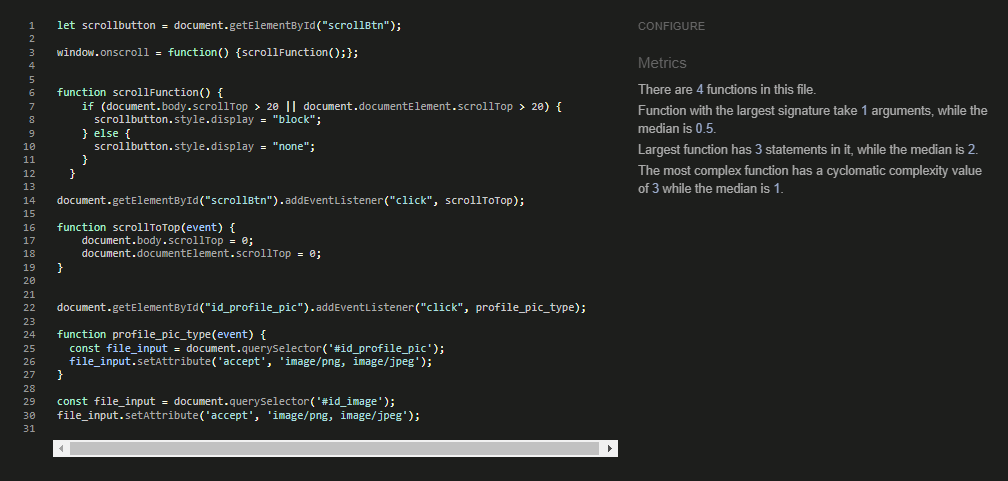 1 let scrollbutton = document.getElementById("scrollBtn");
2
3 window.onscroll = function() {scrollFunction();};
4
5
6 function scrollFunction() {
7     if (document.body.scrollTop > 20 || document.documentElement.scrollTop > 20) {
8       scrollbutton.style.display = "block";
9     } else {
10       scrollbutton.style.display = "none";
11     }
12   }
13
14 document.getElementById("scrollBtn").addEventListener("click", scrollToTop);
15
16 function scrollToTop(event) {
17     document.body.scrollTop = 0;
18     document.documentElement.scrollTop = 0;
19 }
20
21
22 document.getElementById("id_profile_pic").addEventListener("click", profile_pic_type);
23
24 function profile_pic_type(event) {
25   const file_input = document.querySelector('#id_profile_pic');
26   file_input.setAttribute('accept', 'image/png, image/jpeg');
27 }
28
29 const file_input = document.querySelector('#id_image');
30 file_input.setAttribute('accept', 'image/png, image/jpeg');
31
CONFIGURE
Metrics
There are 4 functions in this file.
Function with the largest signature take 1 arguments, while the
median is 0.5.
Largest function has 3 statements in it, while the median is 2.
The most complex function has a cyclomatic complexity value
of 3 while the median is 1.